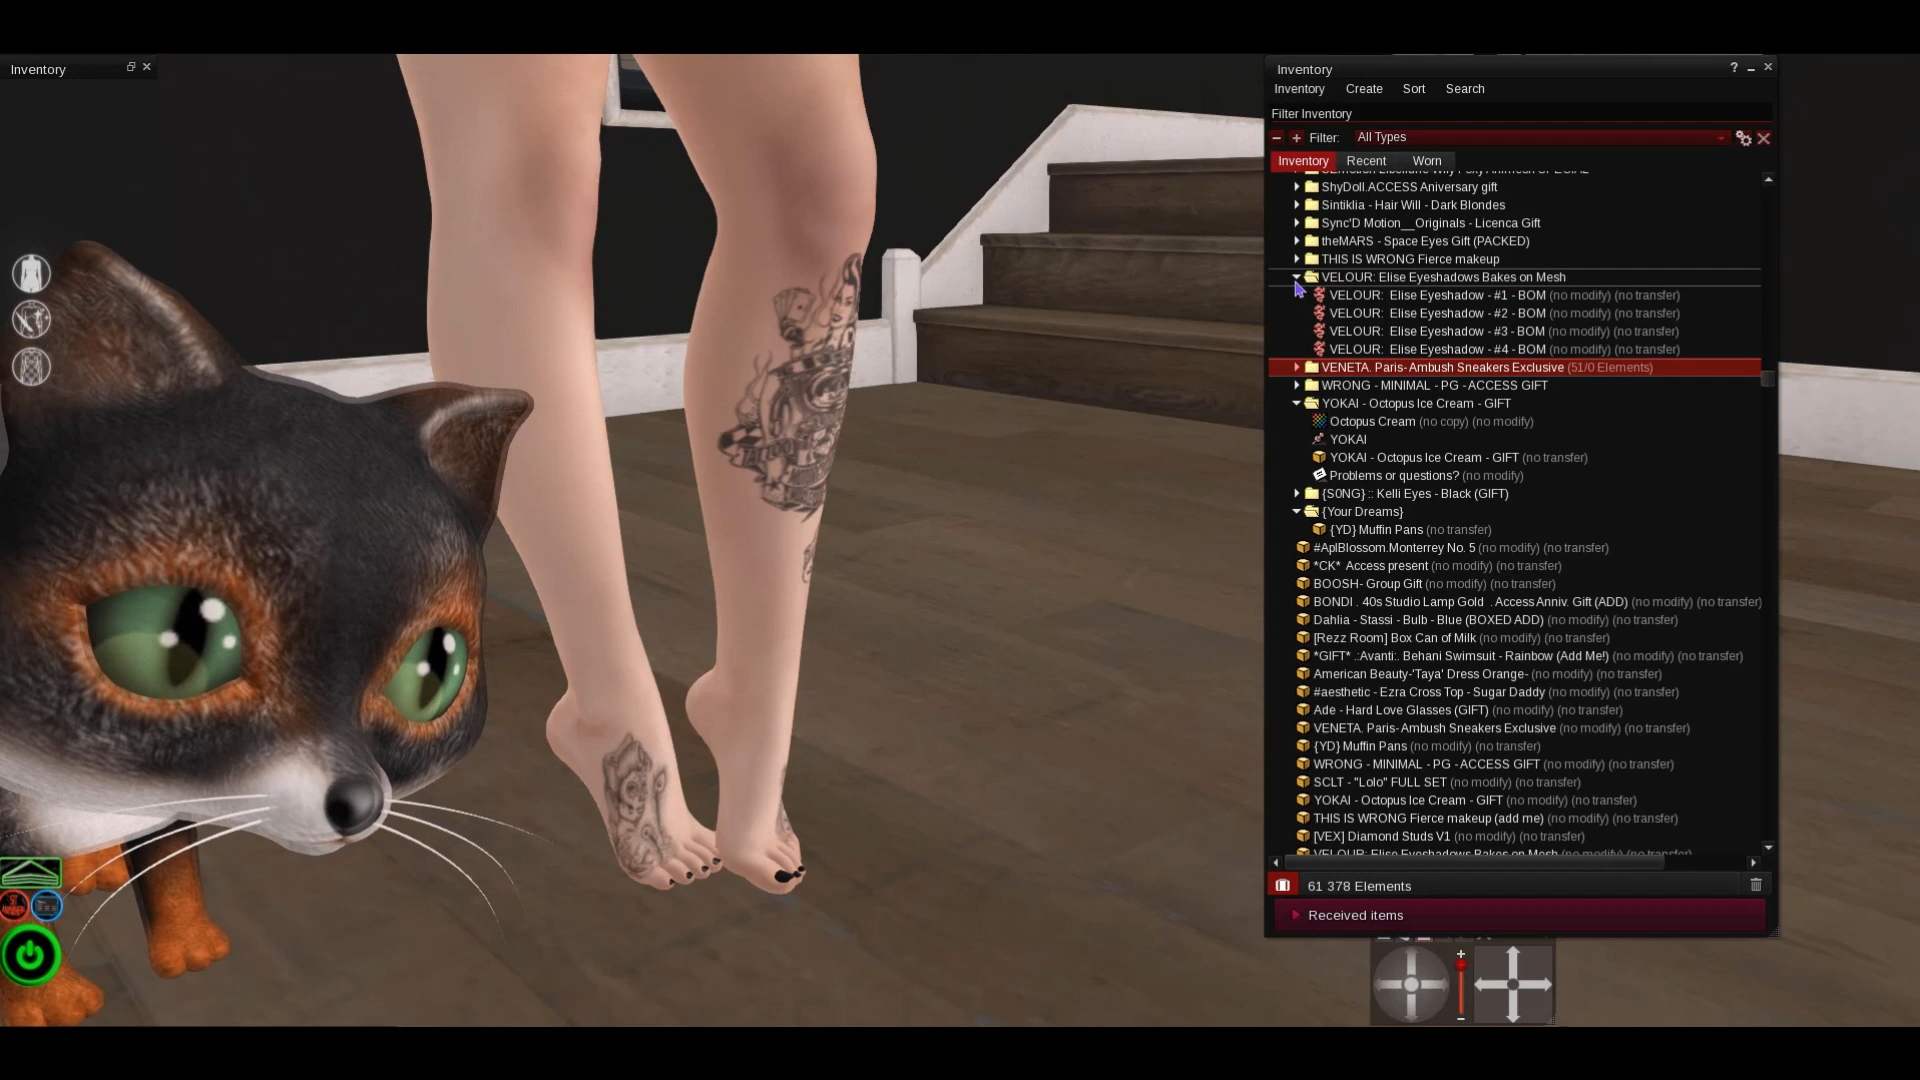 Inventory
Inventory
?
Inventory Create Sort Search
Filter Inventory
Filter: All Types
Inventory Recent Worn
ShyDoll.ACCESS Aniversary gift
Sintiklia - Hair Will - Dark Blondes
Sync'D Motion__Originals - Licenca Gift
theMARS - Space Eyes Gift (PACKED)
THIS IS WRONG Fierce makeup
VELOUR: Elise Eyeshadows Bakes on Mesh
VELOUR: Elise Eyeshadow - #1 - BOM (no modify) (no transfer)
VELOUR: Elise Eyeshadow - #2 - BOM (no modify) (no transfer)
VELOUR: Elise Eyeshadow - #3 - BOM (no modify) (no transfer)
VELOUR: Elise Eyeshadow - #4 - BOM (no modify) (no transfer)
VENETA. Paris- Ambush Sneakers Exclusive (51/0 Elements)
WRONG - MINIMAL - PG - ACCESS GIFT
YOKAI - Octopus Ice Cream - GIFT
Octopus Cream (no copy) (no modify)
YOKAI
YOKAI - Octopus Ice Cream - GIFT (no transfer)
Problems or questions? (no modify)
{S0NG} :: Kelli Eyes - Black (GIFT)
{Your Dreams}
{YD} Muffin Pans (no transfer)
#AplBlossom.Monterrey No. 5 (no modify) (no transfer)
*CK* Access present (no modify) (no transfer)
BOOSH- Group Gift (no modify) (no transfer)
BONDI . 40s Studio Lamp Gold . Access Anniv. Gift (ADD) (no modify) (no transfer)
Dahlia - Stassi - Bulb - Blue (BOXED ADD) (no modify) (no transfer)
[Rezz Room] Box Can of Milk (no modify) (no transfer)
*GIFT* .:Avanti:. Behani Swimsuit - Rainbow (Add Me!) (no modify) (no transfer)
American Beauty-'Taya' Dress Orange- (no modify) (no transfer)
#aesthetic - Ezra Cross Top - Sugar Daddy (no modify) (no transfer)
Ade - Hard Love Glasses (GIFT) (no modify) (no transfer)
VENETA. Paris- Ambush Sneakers Exclusive (no modify) (no transfer)
{YD} Muffin Pans (no modify) (no transfer)
WRONG - MINIMAL - PG - ACCESS GIFT (no modify) (no transfer)
SCLT - "Lolo" FULL SET (no modify) (no transfer)
YOKAI - Octopus Ice Cream - GIFT (no modify) (no transfer)
THIS IS WRONG Fierce makeup (add me) (no modify) (no transfer)
[VEX] Diamond Studs V1 (no modify) (no transfer)
VELOUR: Elise Eyeshadows Bakes on Mesh (no modify) (no transfer)
61 378 Elements
Received items